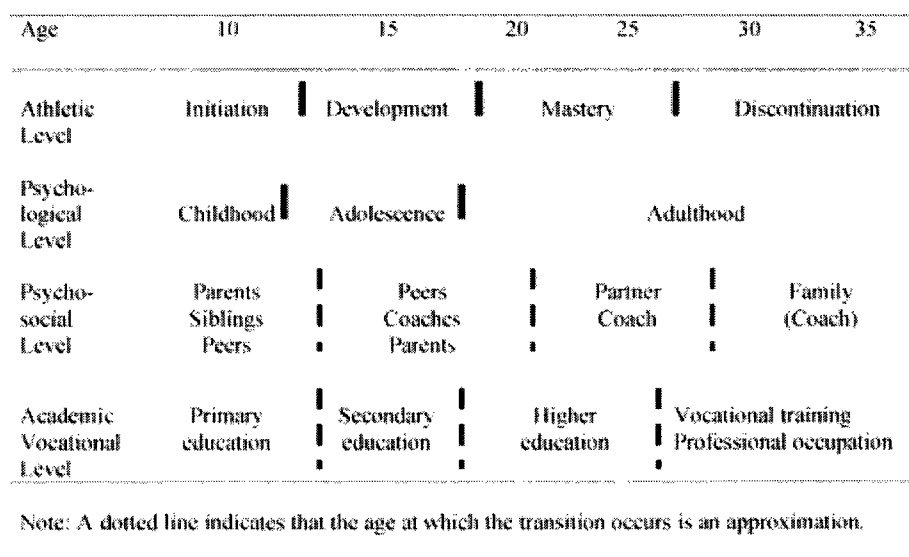 Age 10 15 20 25 30 35
Athletic Level Initiation Development Mastery Discontinuation
Psycho-
logical Childhood Adolescence Adulthood
Level
Psycho- Parents Peers Partner Family
social Siblings Coaches Coach (Coach)
Level Peers Parents
Academic Primary Secondary Higher Vocational training
Vocational education education education Professional occupation
Level
Note: A dotted line indicates that the age at which the transition occurs is an approximation.